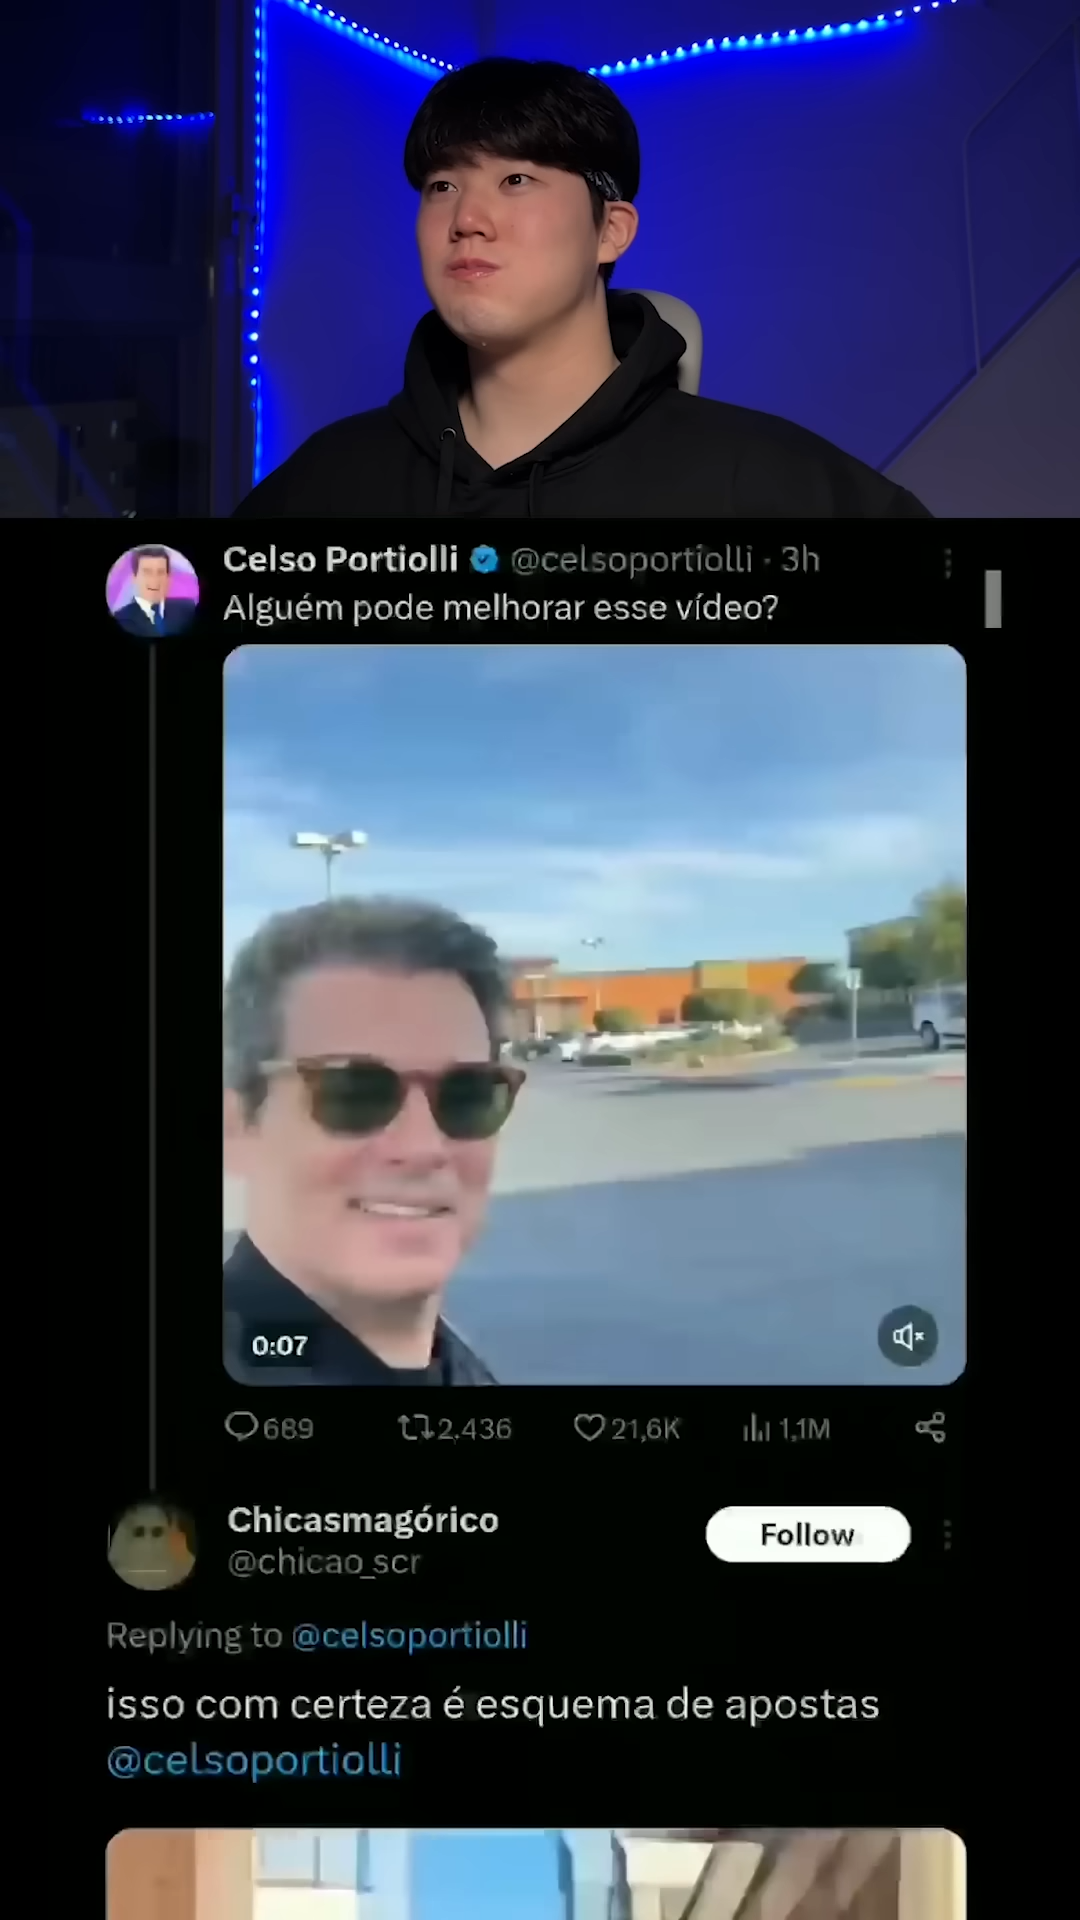 Celso Portiolli @celsoportiolli · 3h
Alguém pode melhorar esse vídeo?
0:07
689 2.436 21,6K 1,1M
Chicasmagórico
Follow
@chicao_scr
Replying to @celsoportiolli
isso com certeza é esquema de apostas
@celsoportiolli